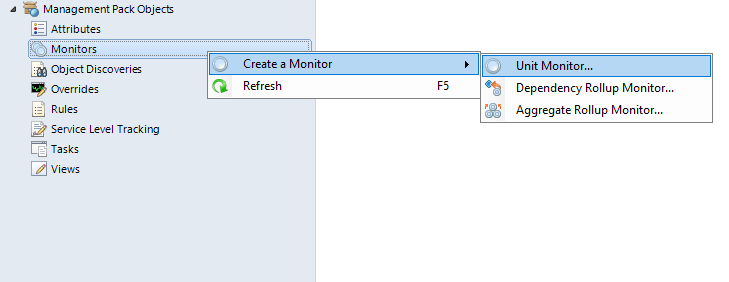 Management Pack Objects
Attributes
Monitors
Object Discoveries
Overrides
Rules
Service Level Tracking
Tasks
Views
Create a Monitor
Refresh F5
Unit Monitor...
Dependency Rollup Monitor...
Aggregate Rollup Monitor...